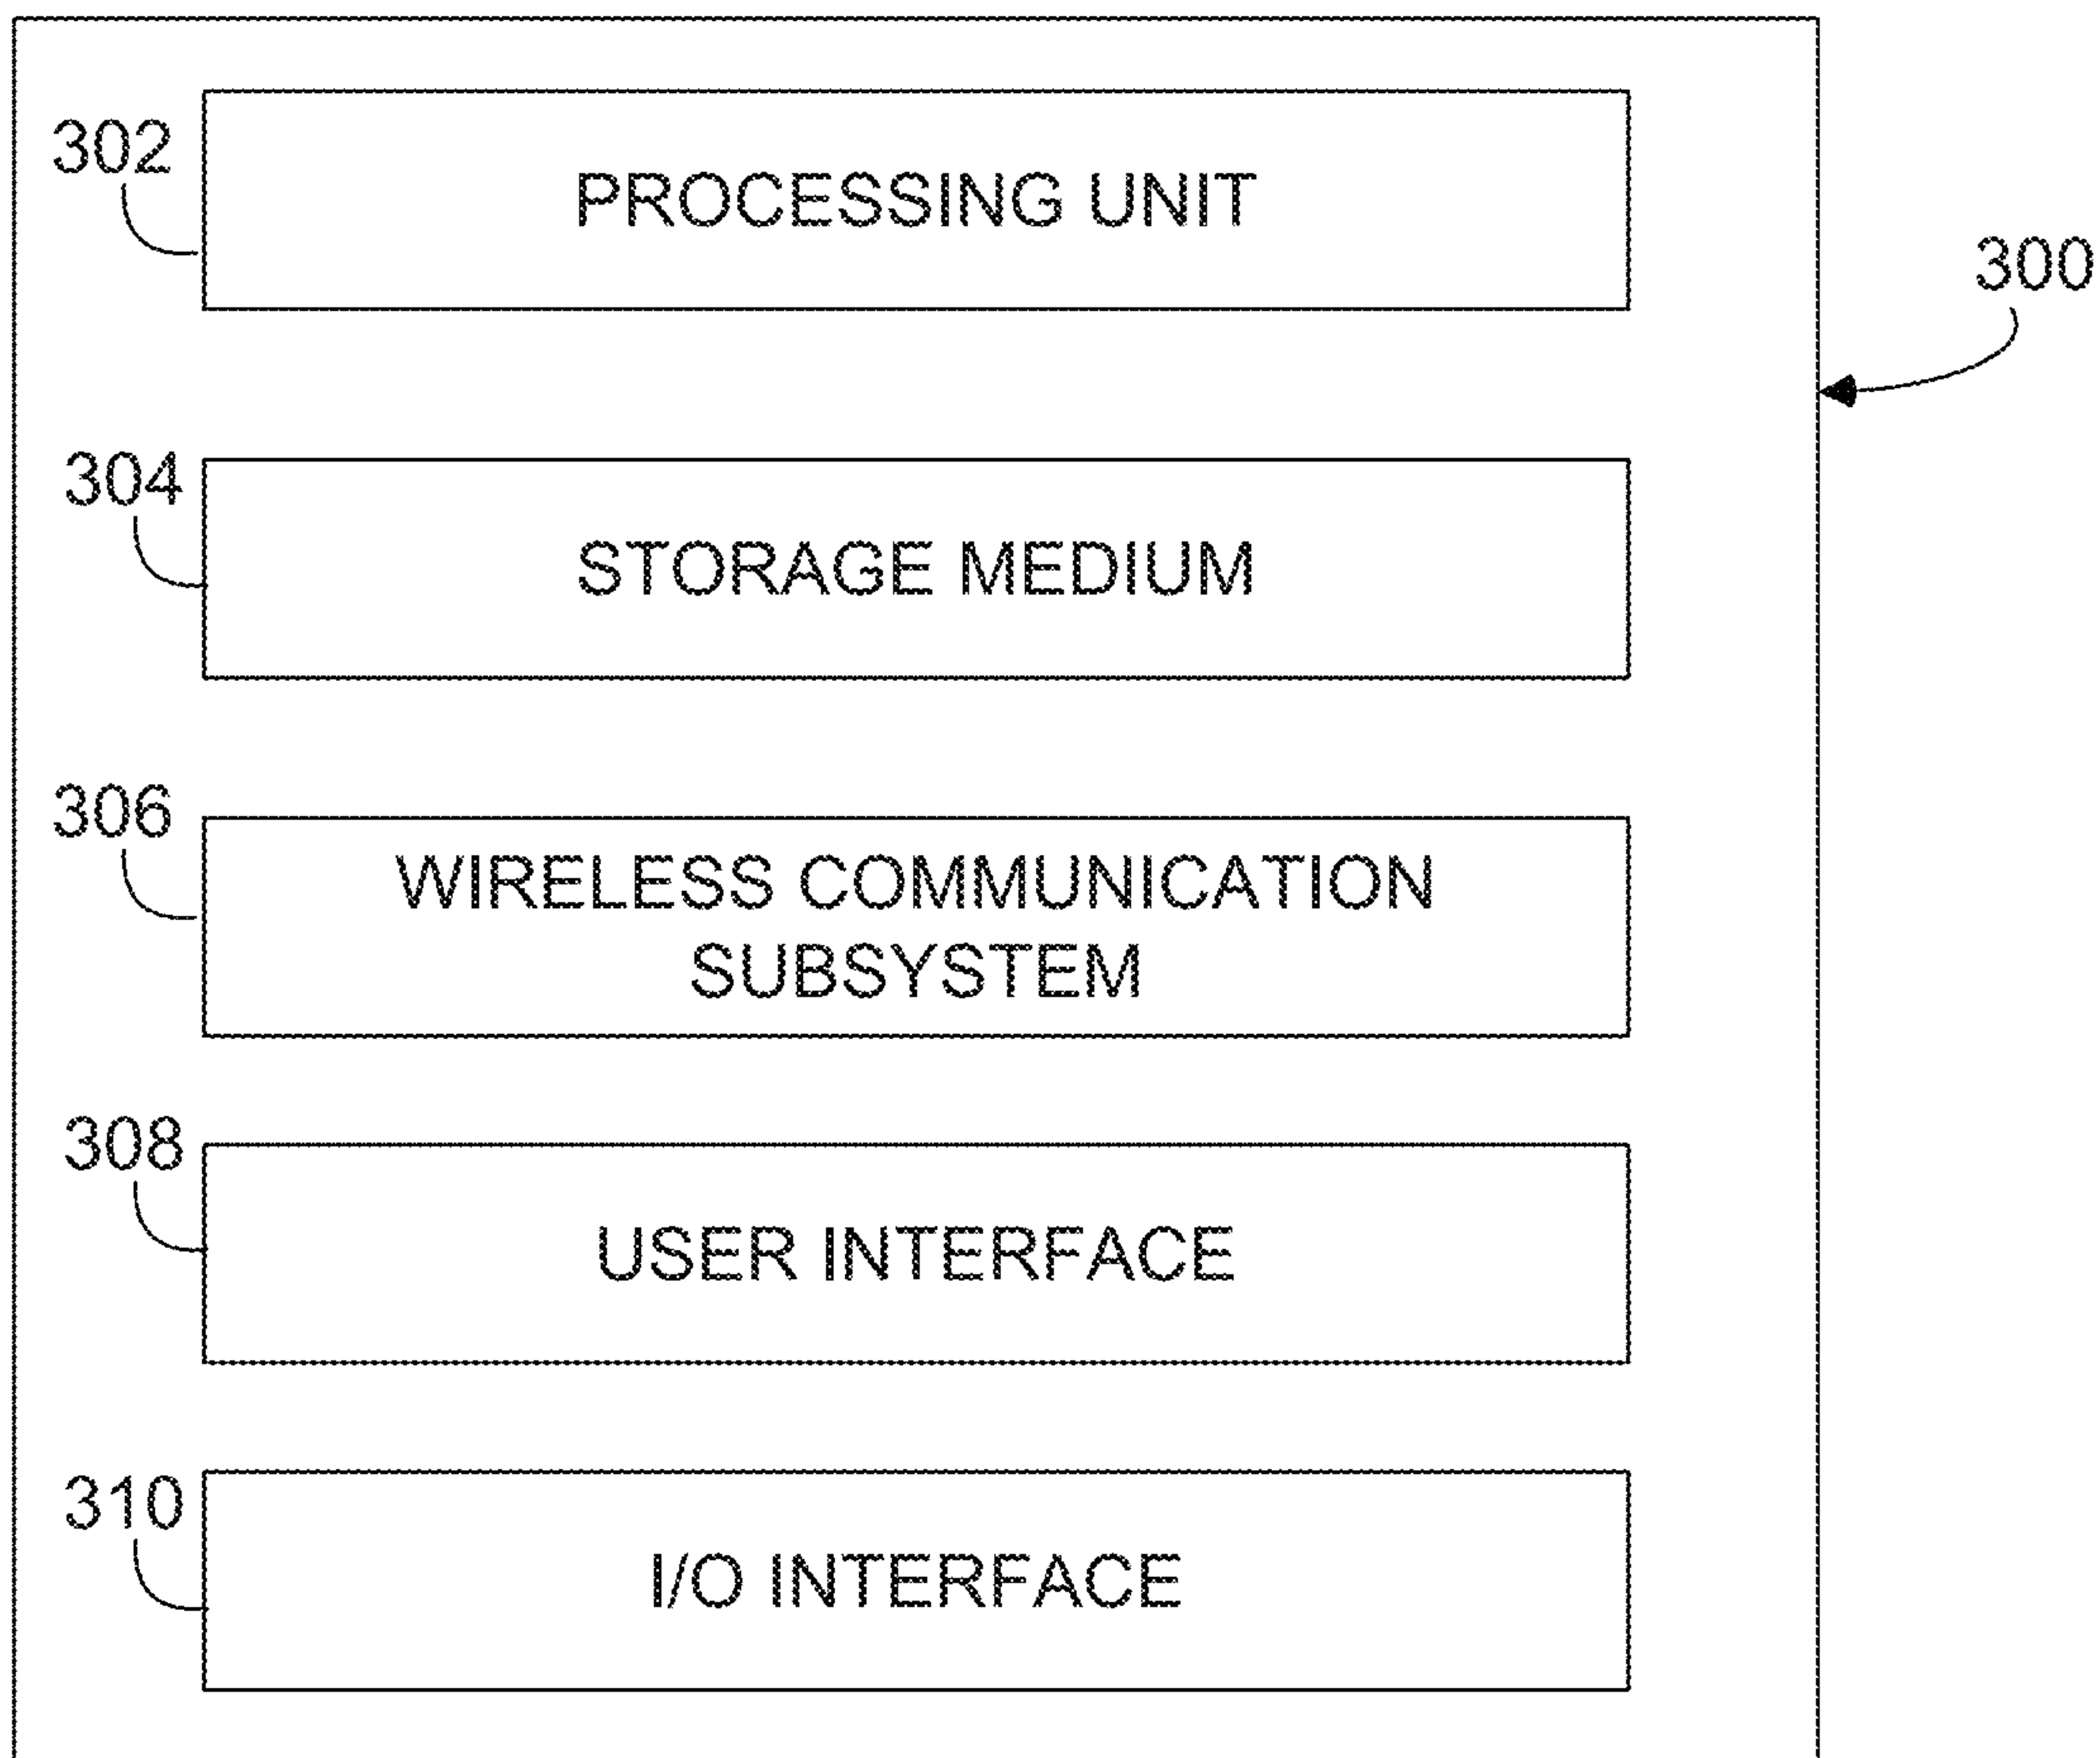 302
PROCESSING UNIT
300
304
STORAGE MEDIUM
306
WIRELESS COMMUNICATION
SUBSYSTEM
308
USER INTERFACE
310
I/O INTERFACE